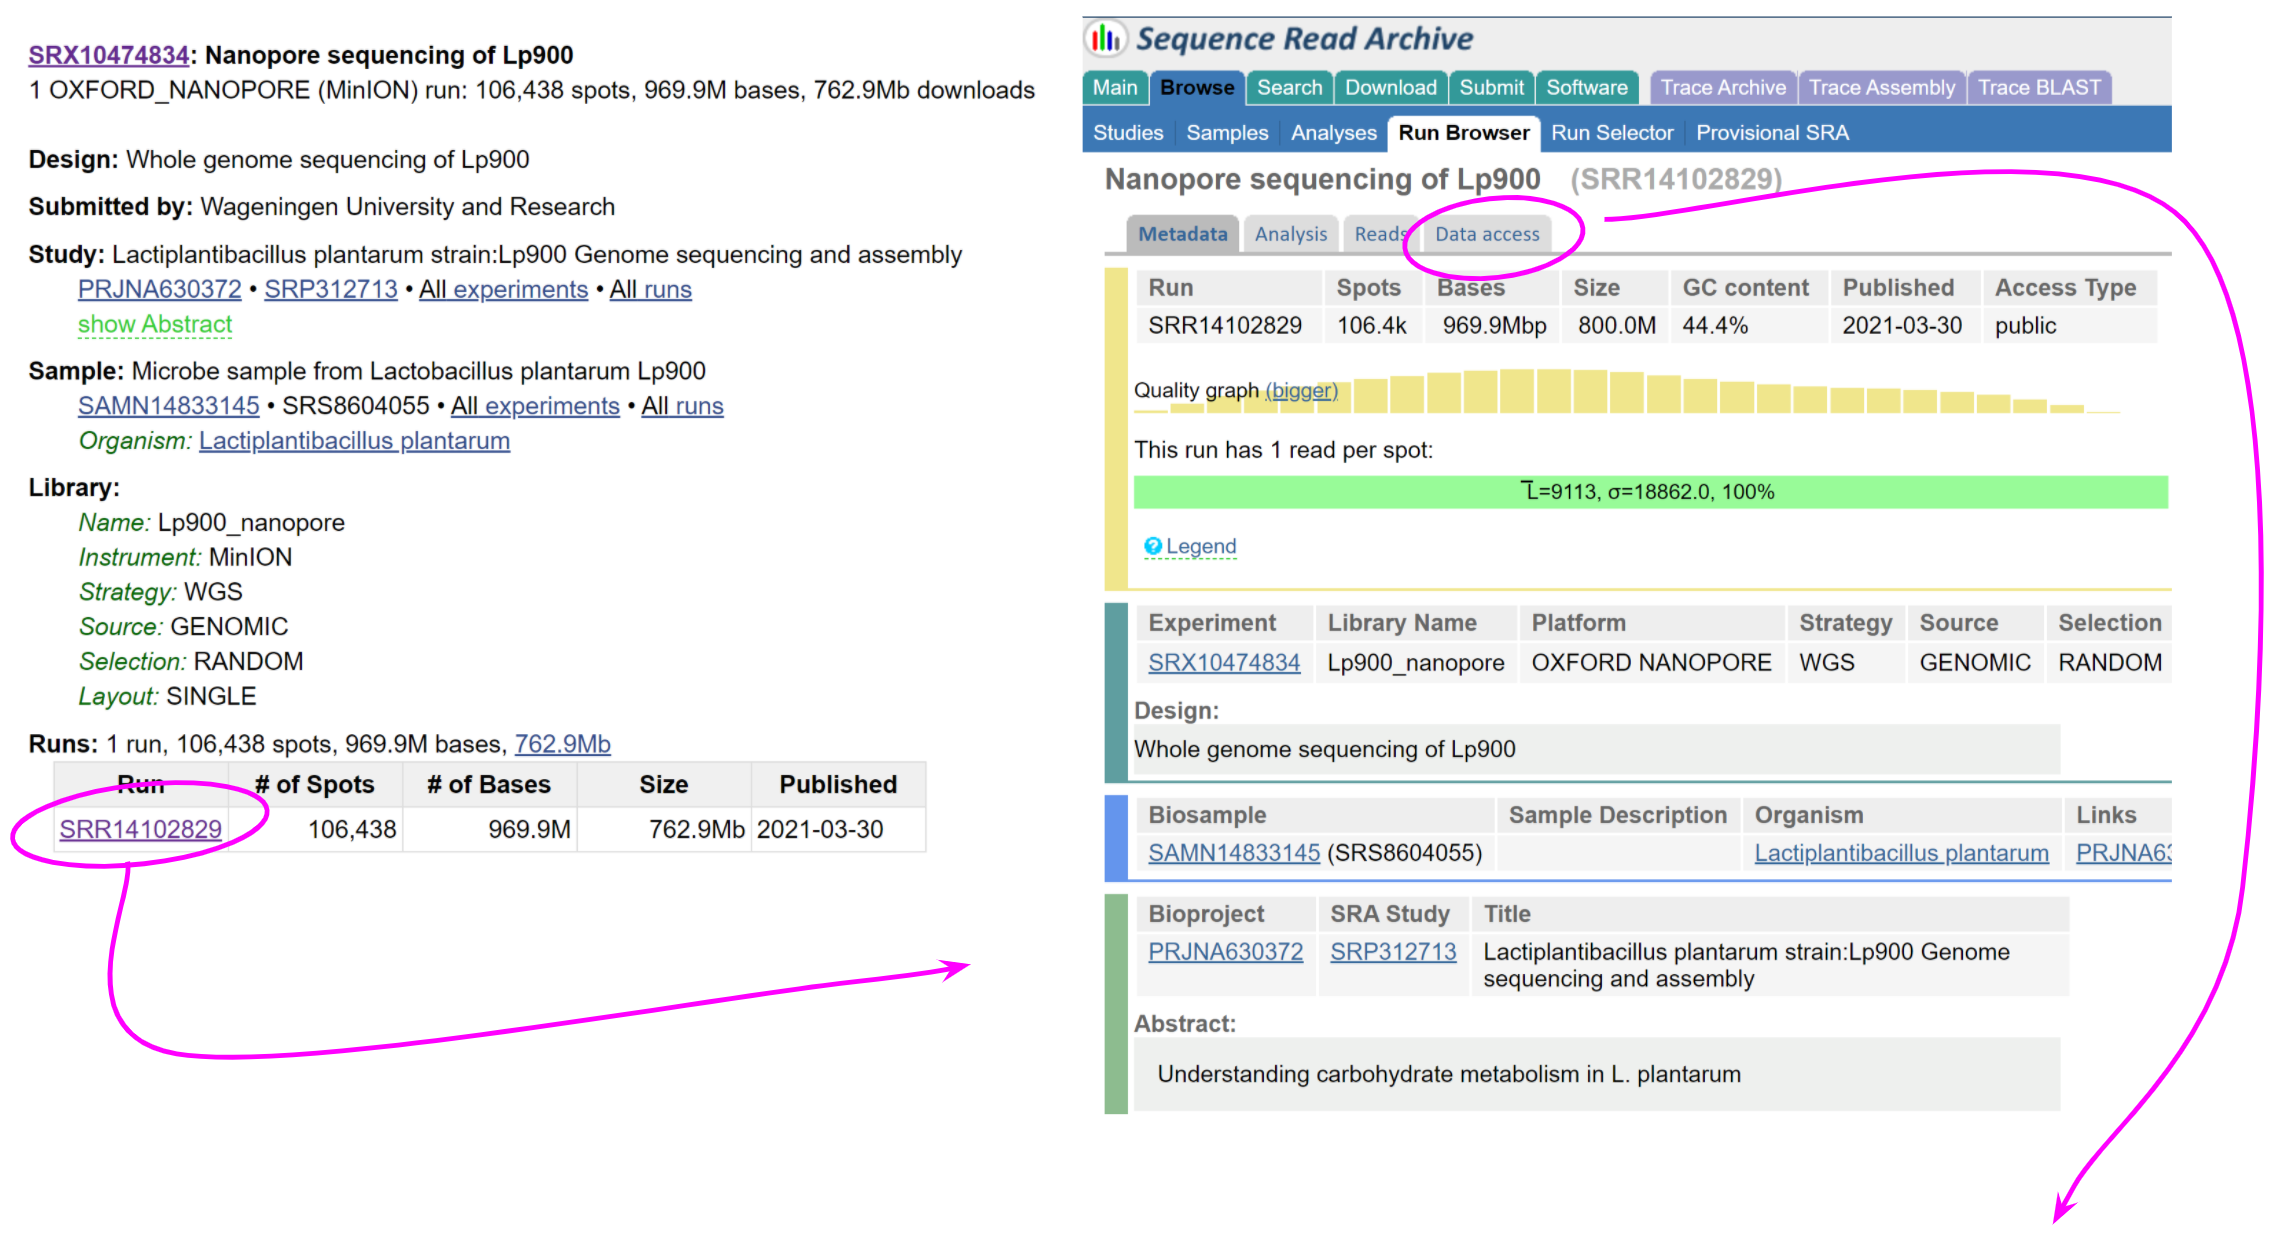 SRX10474834: Nanopore sequencing of Lp900
1 OXFORD_NANOPORE (MinION) run: 106,438 spots, 969.9M bases, 762.9Mb downloads
Design: Whole genome sequencing of Lp900
Submitted by: Wageningen University and Research
Study: Lactiplantibacillus plantarum strain:Lp900 Genome sequencing and assembly
PRJNA630372 • SRP312713 • All experiments • All runs
show Abstract
Sample: Microbe sample from Lactobacillus plantarum Lp900
SAMN14833145 • SRS8604055 • All experiments • All runs
Organism: Lactiplantibacillus plantarum
Library:
Name: Lp900_nanopore
Instrument: MinION
Strategy: WGS
Source: GENOMIC
Selection: RANDOM
Layout: SINGLE
Runs: 1 run, 106,438 spots, 969.9M bases, 762.9Mb
Run # of Spots # of Bases Size Published
SRR14102829 106,438 969.9M 762.9Mb 2021-03-30
Sequence Read Archive
Main Browse Search Download Submit Software Trace Archive Trace Assembly Trace BLAST
Studies Samples Analyses Run Browser Run Selector Provisional SRA
Nanopore sequencing of Lp900 (SRR14102829)
Metadata Analysis Reads Data access
Run Spots Bases Size GC content Published Access Type
SRR14102829 106.4k 969.9Mbp 800.0M 44.4% 2021-03-30 public
Quality graph (bigger)
This run has 1 read per spot:
L̅=9113, σ=18862.0, 100%
Legend
Experiment Library Name Platform Strategy Source Selection
SRX10474834 Lp900_nanopore OXFORD NANOPORE WGS GENOMIC RANDOM
Design:
Whole genome sequencing of Lp900
Biosample Sample Description Organism Links
SAMN14833145 (SRS8604055) Lactiplantibacillus plantarum PRJNA63
Bioproject SRA Study Title
PRJNA630372 SRP312713 Lactiplantibacillus plantarum strain:Lp900 Genome
sequencing and assembly
Abstract:
Understanding carbohydrate metabolism in L. plantarum